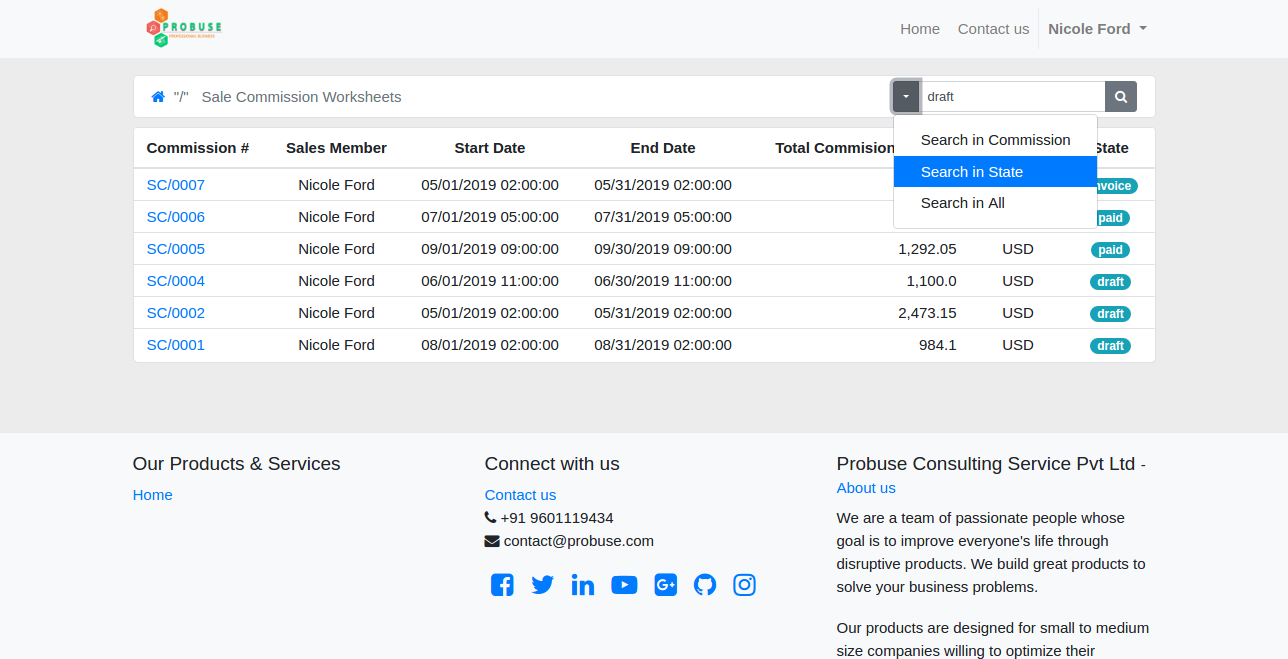 PROBUSE
PROFESSIONAL BUSINESS
Home Contact us Nicole Ford
"/" Sale Commission Worksheets draft
Search in Commission
Search in State
Search in All
Commission # Sales Member Start Date End Date Total Commision State
SC/0007 Nicole Ford 05/01/2019 02:00:00 05/31/2019 02:00:00 nvoice
SC/0006 Nicole Ford 07/01/2019 05:00:00 07/31/2019 05:00:00 paid
SC/0005 Nicole Ford 09/01/2019 09:00:00 09/30/2019 09:00:00 1,292.05 USD paid
SC/0004 Nicole Ford 06/01/2019 11:00:00 06/30/2019 11:00:00 1,100.0 USD draft
SC/0002 Nicole Ford 05/01/2019 02:00:00 05/31/2019 02:00:00 2,473.15 USD draft
SC/0001 Nicole Ford 08/01/2019 02:00:00 08/31/2019 02:00:00 984.1 USD draft
Our Products & Services
Home
Connect with us
Contact us
+91 9601119434
contact@probuse.com
Probuse Consulting Service Pvt Ltd -
About us
We are a team of passionate people whose
goal is to improve everyone's life through
disruptive products. We build great products to
solve your business problems.
Our products are designed for small to medium
size companies willing to optimize their